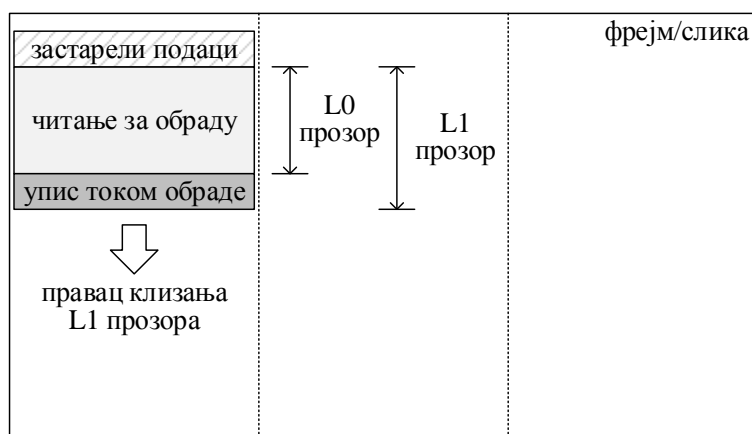 фрејм/слика
застарели подаци
читање за обраду
упис током обраде
L0
прозор
L1
прозор
правац клизања
L1 прозора